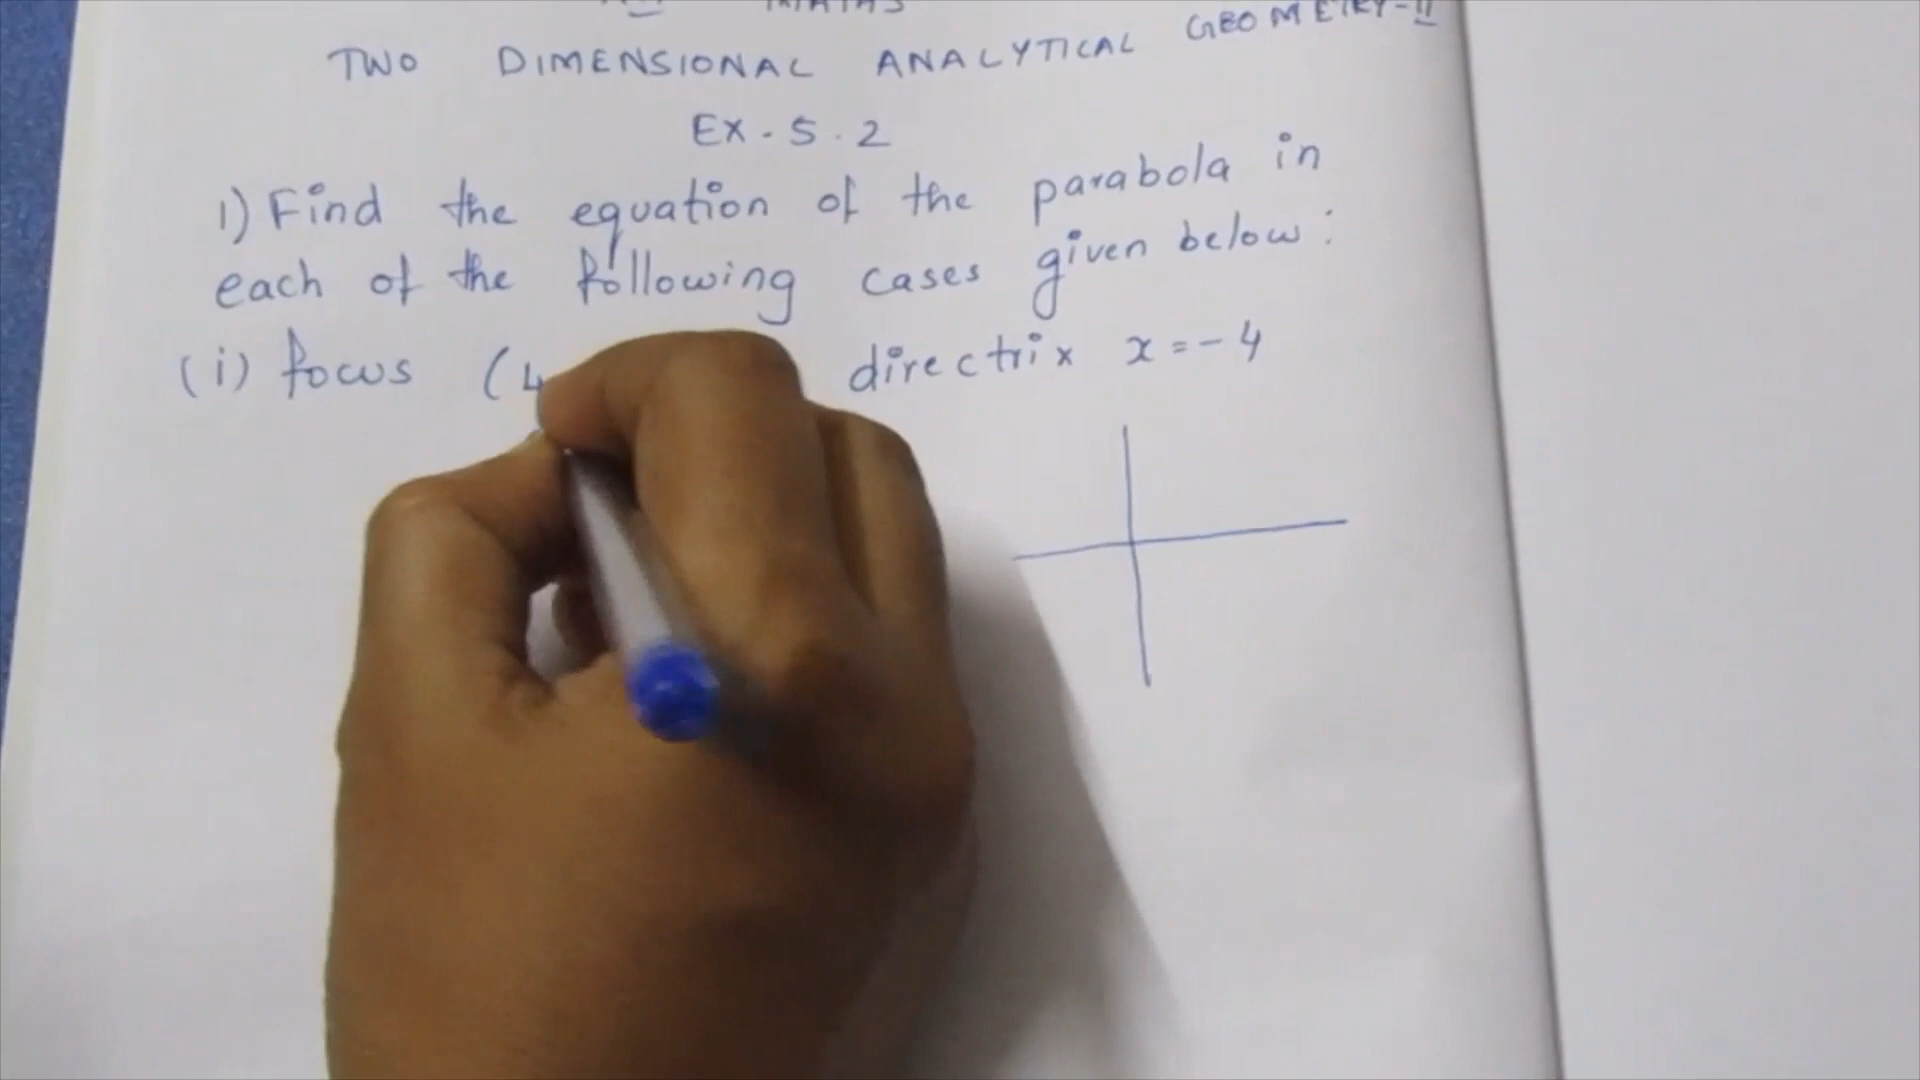 TWO DIMENSIONAL ANALYTICAL GEOMETRY-II
EX-5.2
1) Find the equation of the parabola in
each of the following cases given below:
(i) focus (4 directrix x=-4